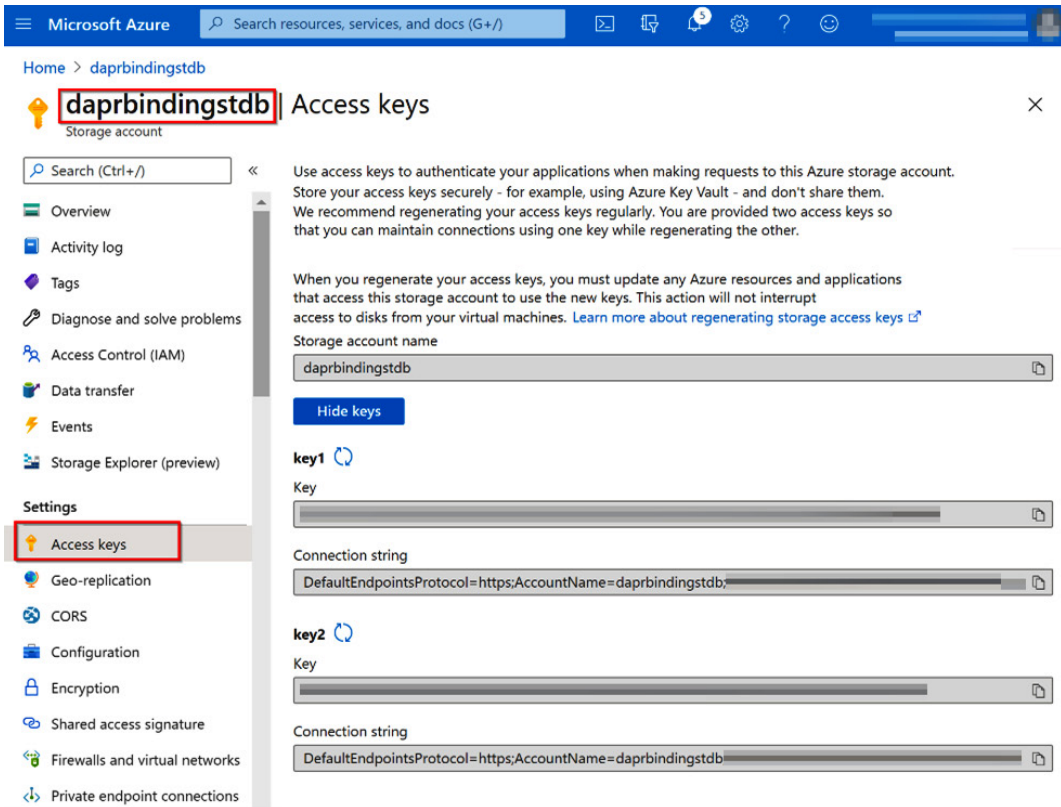 Microsoft Azure
Search resources, services, and docs (G+/)
5
Home > daprbindingstdb
daprbindingstdb | Access keys
Storage account
Search (Ctrl+/)
«
Overview
Activity log
Tags
Diagnose and solve problems
Access Control (IAM)
Data transfer
Events
Storage Explorer (preview)
Settings
Access keys
Geo-replication
CORS
Configuration
Encryption
Shared access signature
Firewalls and virtual networks
Private endpoint connections
Use access keys to authenticate your applications when making requests to this Azure storage account.
Store your access keys securely - for example, using Azure Key Vault - and don't share them.
We recommend regenerating your access keys regularly. You are provided two access keys so
that you can maintain connections using one key while regenerating the other.
When you regenerate your access keys, you must update any Azure resources and applications
that access this storage account to use the new keys. This action will not interrupt
access to disks from your virtual machines. Learn more about regenerating storage access keys
Storage account name
daprbindingstdb
Hide keys
key1
Key
Connection string
DefaultEndpointsProtocol=https;AccountName=daprbindingstdb;
key2
Key
Connection string
DefaultEndpointsProtocol=https;AccountName=daprbindingstdb